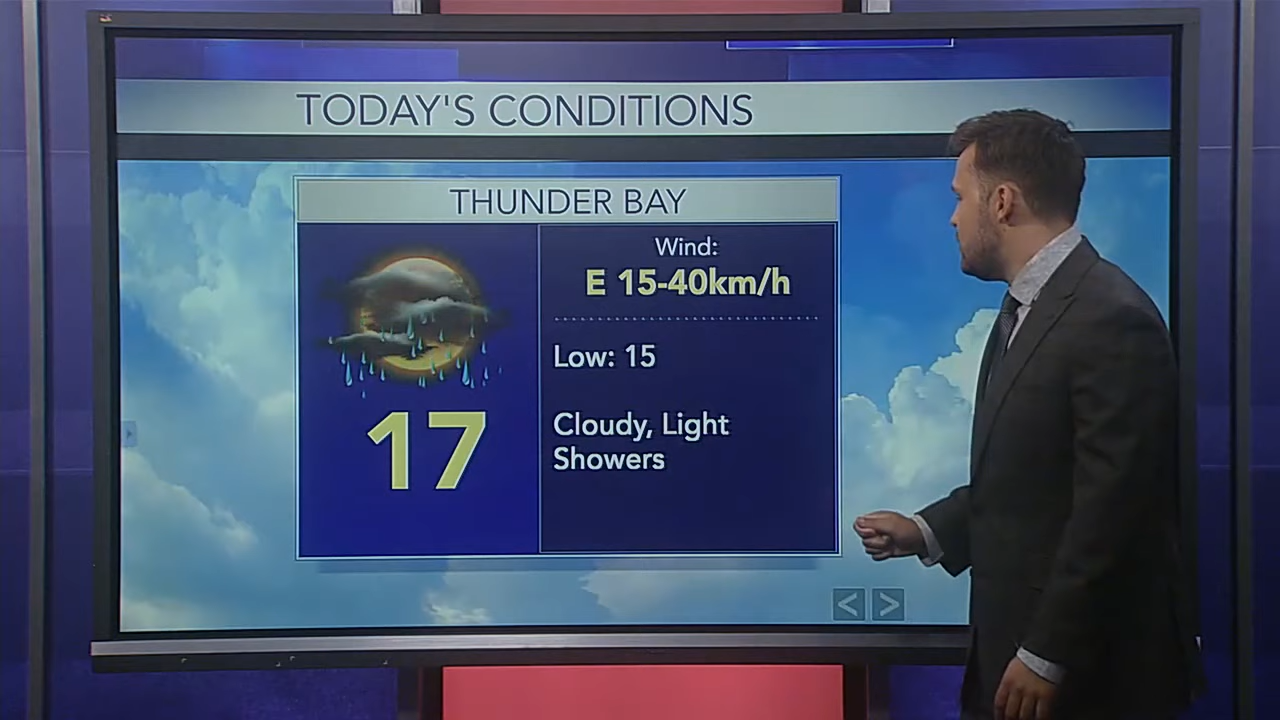 TODAY'S CONDITIONS
THUNDER BAY
Wind:
E 15-40km/h
17
Low: 15
Cloudy, Light
Showers
< >